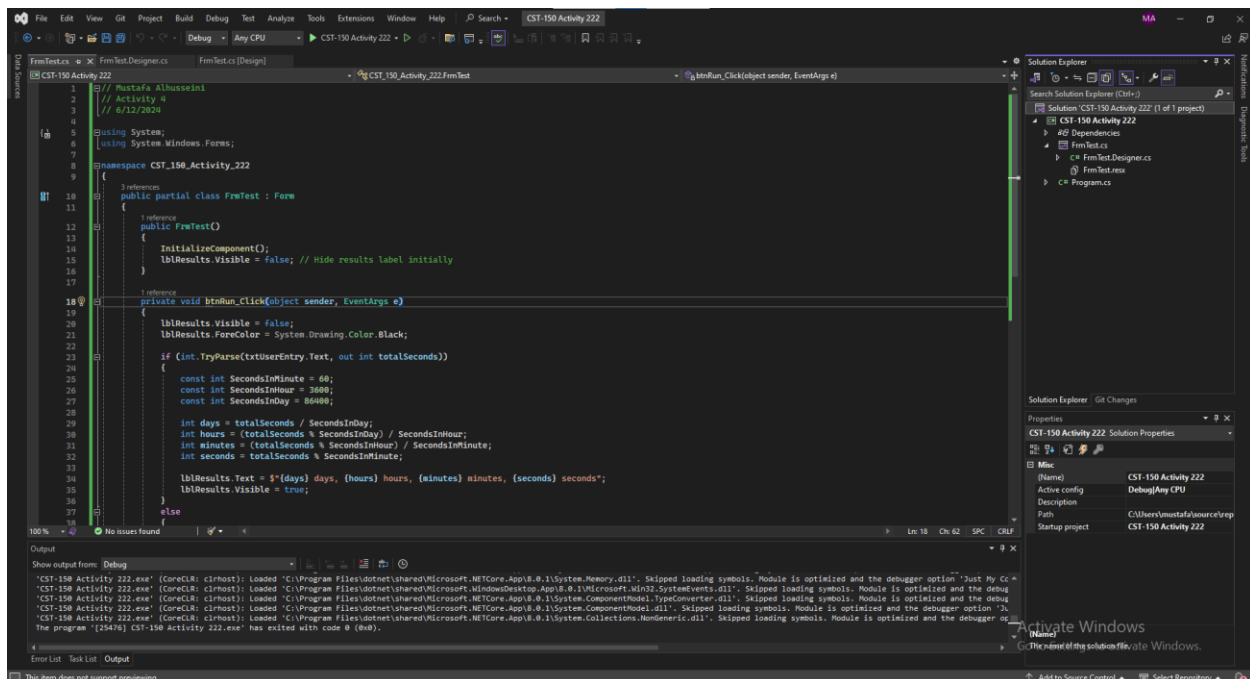 File Edit View Git Project Build Debug Test Analyze Tools Extensions Window Help Search CST-150 Activity 222 MA
Debug Any CPU CST-150 Activity 222
Data Sources
FrmTest.cs FrmTest.Designer.cs FrmTest.cs [Design]
CST-150 Activity 222 CST_150_Activity_222.FrmTest btnRun_Click(object sender, EventArgs e)
1 // Mustafa Alhusseini
2 // Activity 4
3 // 6/12/2024
4
5 using System;
6 using System.Windows.Forms;
7
8 namespace CST_150_Activity_222
9 {
3 references
10 public partial class FrmTest : Form
11 {
1 reference
12 public FrmTest()
13 {
14 InitializeComponent();
15 lblResults.Visible = false; // Hide results label initially
16 }
17
1 reference
18 private void btnRun_Click(object sender, EventArgs e)
19 {
20 lblResults.Visible = false;
21 lblResults.ForeColor = System.Drawing.Color.Black;
22
23 if (int.TryParse(txtUserEntry.Text, out int totalSeconds))
24 {
25 const int SecondsInMinute = 60;
26 const int SecondsInHour = 3600;
27 const int SecondsInDay = 86400;
28
29 int days = totalSeconds / SecondsInDay;
30 int hours = (totalSeconds % SecondsInDay) / SecondsInHour;
31 int minutes = (totalSeconds % SecondsInHour) / SecondsInMinute;
32 int seconds = totalSeconds % SecondsInMinute;
33
34 lblResults.Text = $"{days} days, {hours} hours, {minutes} minutes, {seconds} seconds";
35 lblResults.Visible = true;
36 }
37 else
38 {
100 % No issues found Ln: 18 Ch: 62 SPC CRLF
Output
Show output from: Debug
'CST-150 Activity 222.exe' (CoreCLR: clrhost): Loaded 'C:\Program Files\dotnet\shared\Microsoft.NETCore.App\8.0.1\System.Memory.dll'. Skipped loading symbols. Module is optimized and the debugger option 'Just My Co
'CST-150 Activity 222.exe' (CoreCLR: clrhost): Loaded 'C:\Program Files\dotnet\shared\Microsoft.WindowsDesktop.App\8.0.1\Microsoft.Win32.SystemEvents.dll'. Skipped loading symbols. Module is optimized and the debug
'CST-150 Activity 222.exe' (CoreCLR: clrhost): Loaded 'C:\Program Files\dotnet\shared\Microsoft.NETCore.App\8.0.1\System.ComponentModel.TypeConverter.dll'. Skipped loading symbols. Module is optimized and the debug
'CST-150 Activity 222.exe' (CoreCLR: clrhost): Loaded 'C:\Program Files\dotnet\shared\Microsoft.NETCore.App\8.0.1\System.ComponentModel.dll'. Skipped loading symbols. Module is optimized and the debugger option 'Ju
'CST-150 Activity 222.exe' (CoreCLR: clrhost): Loaded 'C:\Program Files\dotnet\shared\Microsoft.NETCore.App\8.0.1\System.Collections.NonGeneric.dll'. Skipped loading symbols. Module is optimized and the debugger op
The program '[25476] CST-150 Activity 222.exe' has exited with code 0 (0x0).
Error List Task List Output
This item does not support previewing
Solution Explorer
Search Solution Explorer (Ctrl+;)
Solution 'CST-150 Activity 222' (1 of 1 project)
CST-150 Activity 222
Dependencies
FrmTest.cs
C# FrmTest.Designer.cs
FrmTest.resx
C# Program.cs
Solution Explorer Git Changes
Properties
CST-150 Activity 222 Solution Properties
Misc
(Name) CST-150 Activity 222
Active config Debug|Any CPU
Description
Path C:\Users\mustafa\source\rep
Startup project CST-150 Activity 222
Activate Windows
(Name)
The name of the solution file.
Add to Source Control Select Repository
Notifications
Diagnostic Tools